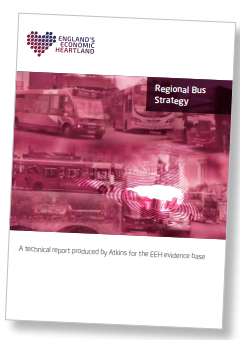 ENGLAND'S
ECONOMIC
HEARTLAND
Regional Bus
Strategy
A technical report produced by Atkins for the EEH evidence base